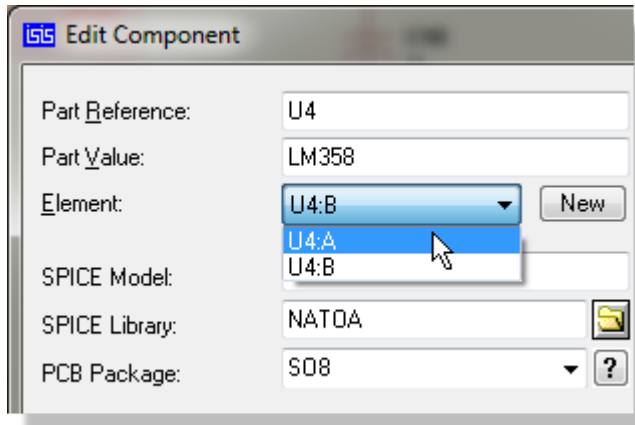 isis Edit Component
Part Reference: U4
Part Value: LM358
Element: U4:B New
U4:A
U4:B
SPICE Model:
SPICE Library: NATOA
PCB Package: SO8 ?